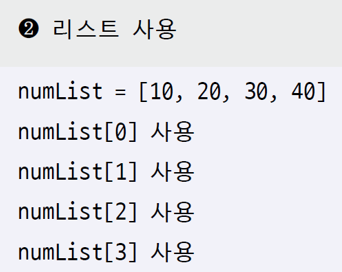 ❷ 리스트 사용
numList = [10, 20, 30, 40]
numList[0] 사용
numList[1] 사용
numList[2] 사용
numList[3] 사용